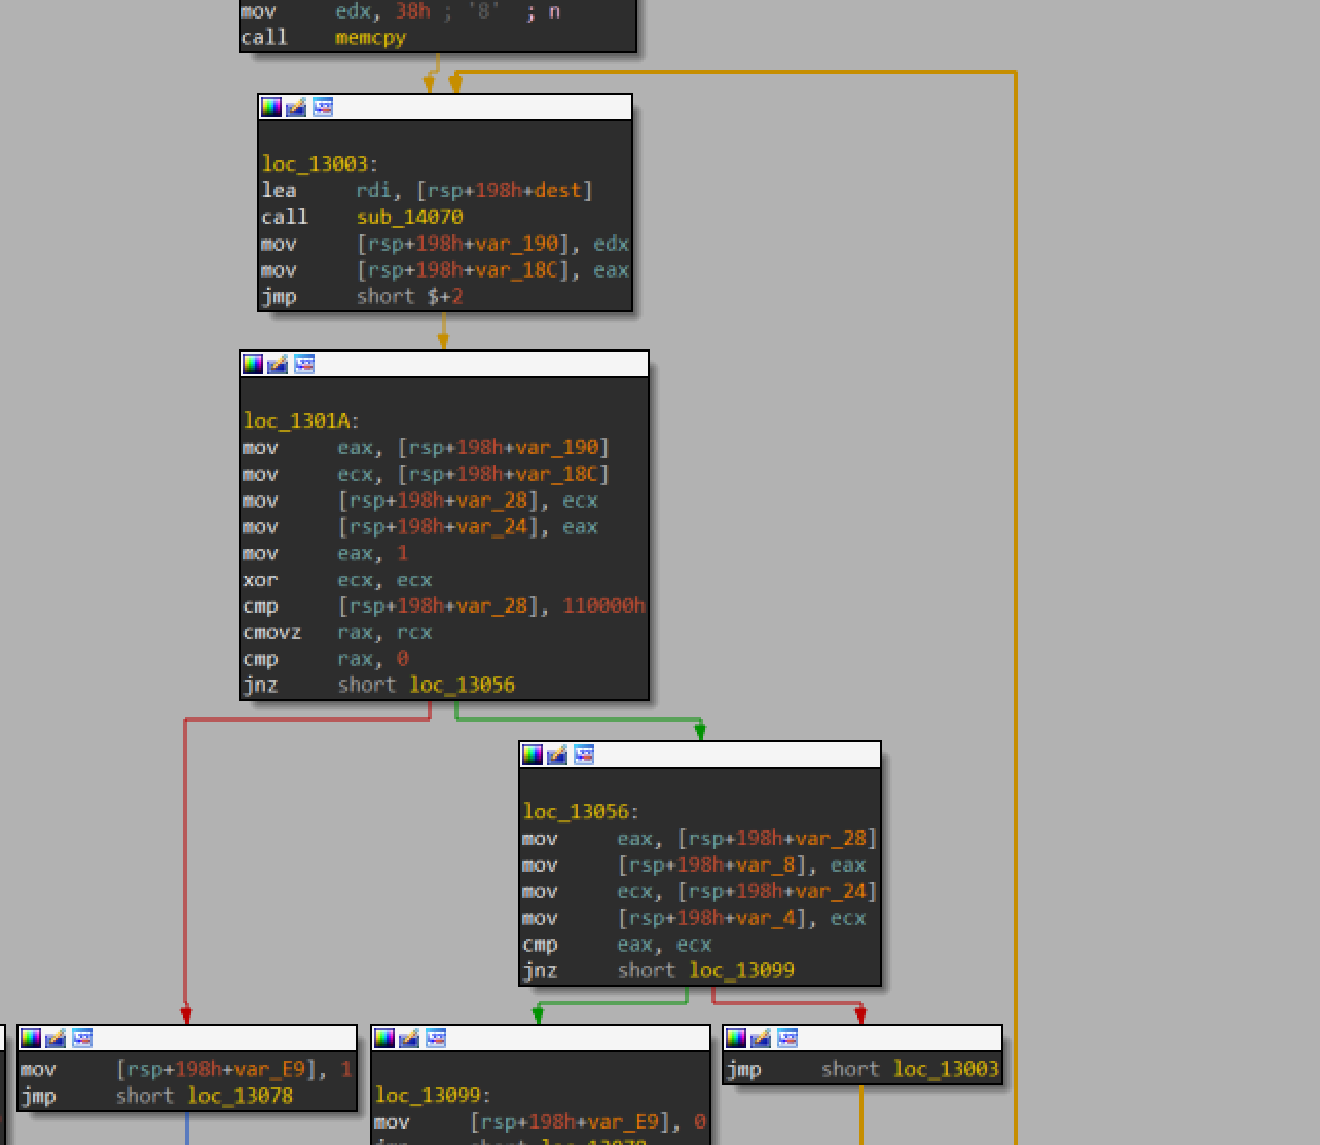 mov edx, 38h ; '8' ; n
call memcpy
loc_13003:
lea rdi, [rsp+198h+dest]
call sub_14070
mov [rsp+198h+var_190], edx
mov [rsp+198h+var_18C], eax
jmp short $+2
loc_1301A:
mov eax, [rsp+198h+var_190]
mov ecx, [rsp+198h+var_18C]
mov [rsp+198h+var_28], ecx
mov [rsp+198h+var_24], eax
mov eax, 1
xor ecx, ecx
cmp [rsp+198h+var_28], 110000h
cmovz rax, rcx
cmp rax, 0
jnz short loc_13056
loc_13056:
mov eax, [rsp+198h+var_28]
mov [rsp+198h+var_8], eax
mov ecx, [rsp+198h+var_24]
mov [rsp+198h+var_4], ecx
cmp eax, ecx
jnz short loc_13099
mov [rsp+198h+var_E9], 1
jmp short loc_13078
loc_13099:
mov [rsp+198h+var_E9], 0
jmp short loc_13078
jmp short loc_13003